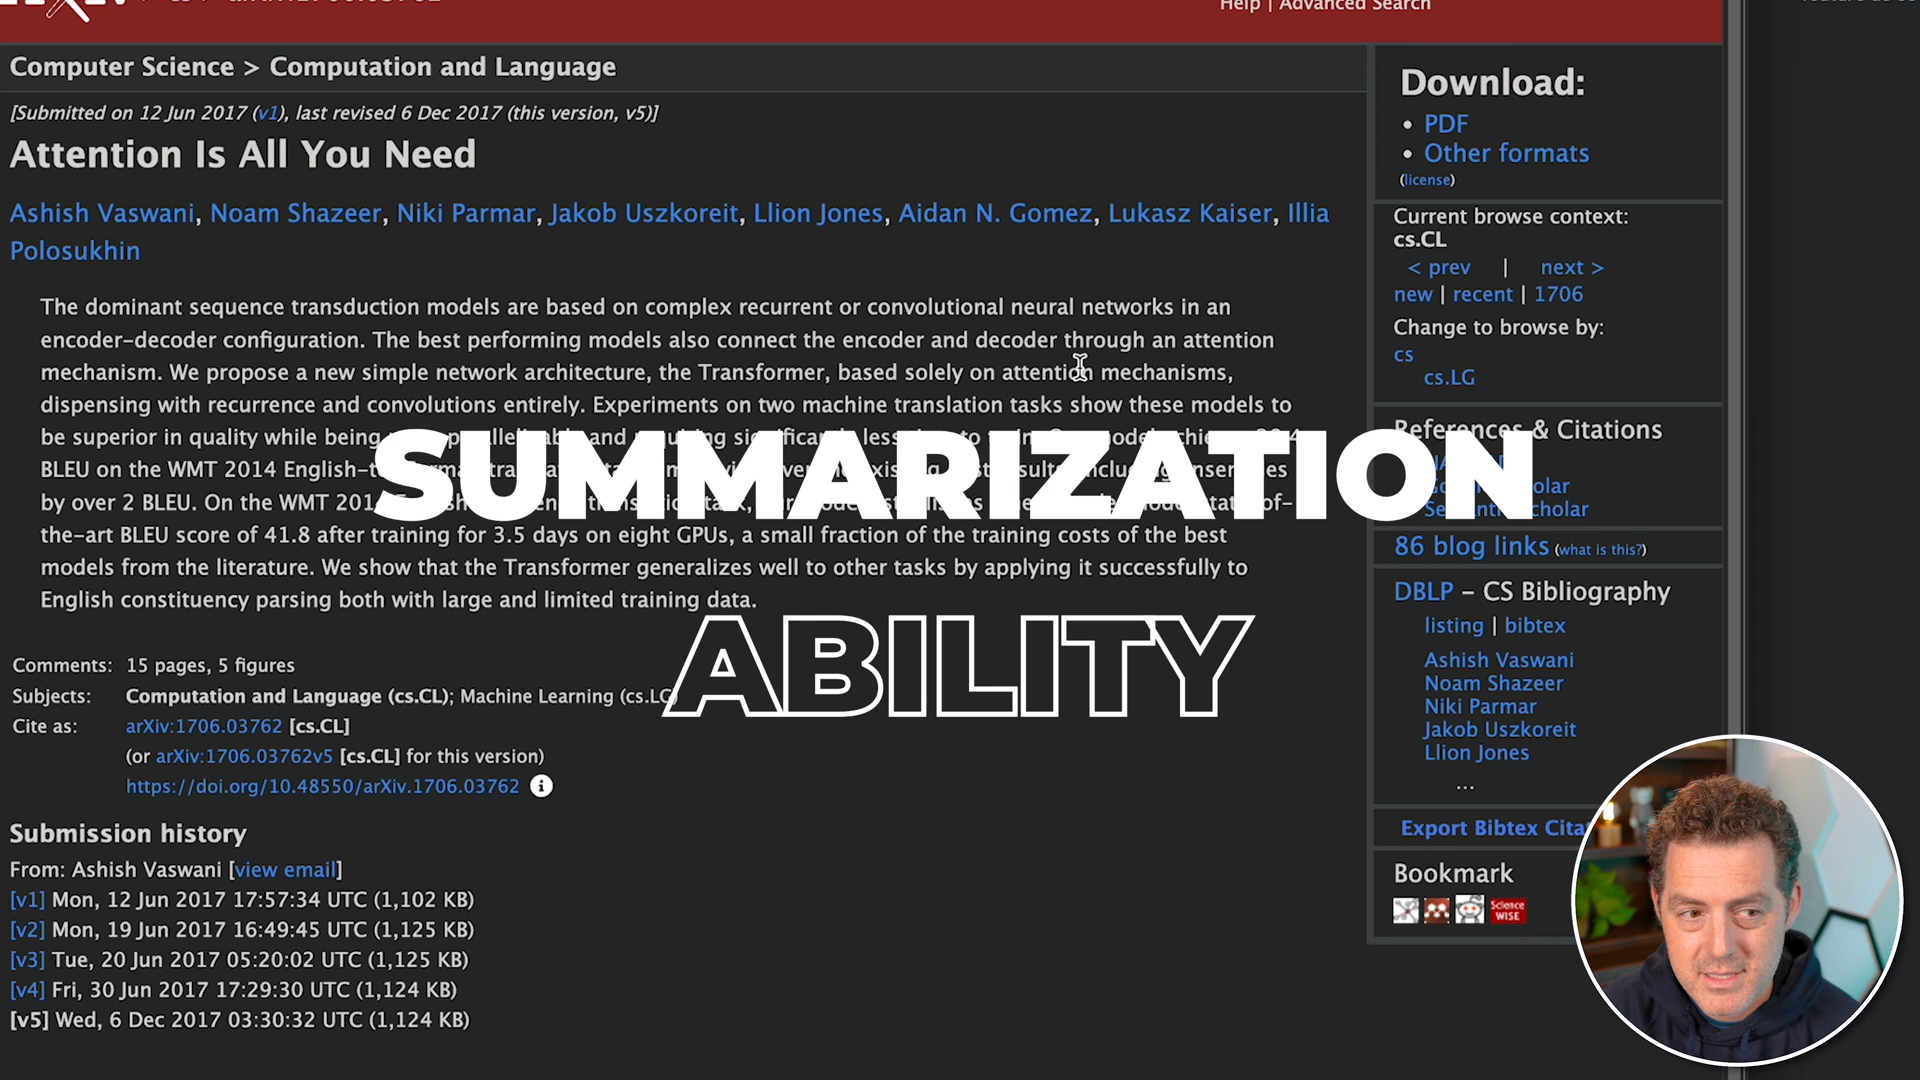 Help | Advanced Search
Computer Science > Computation and Language
[Submitted on 12 Jun 2017 (v1), last revised 6 Dec 2017 (this version, v5)]
Attention Is All You Need
Ashish Vaswani, Noam Shazeer, Niki Parmar, Jakob Uszkoreit, Llion Jones, Aidan N. Gomez, Lukasz Kaiser, Illia
Polosukhin
The dominant sequence transduction models are based on complex recurrent or convolutional neural networks in an
encoder-decoder configuration. The best performing models also connect the encoder and decoder through an attention
mechanism. We propose a new simple network architecture, the Transformer, based solely on attention mechanisms,
dispensing with recurrence and convolutions entirely. Experiments on two machine translation tasks show these models to
be superior in quality while being and
BLEU on the WMT 2014
by over 2 BLEU. On the WMT
the-art BLEU score of 41.8 after training for 3.5 days on eight GPUs, a small fraction of the training costs of the best
models from the literature. We show that the Transformer generalizes well to other tasks by applying it successfully to
English constituency parsing both with large and limited training data.
SUMMARIZATION
ABILITY
Comments: 15 pages, 5 figures
Subjects: Computation and Language (cs.CL); Machine Learning (cs.LG)
Cite as: arXiv:1706.03762 [cs.CL]
(or arXiv:1706.03762v5 [cs.CL] for this version)
https://doi.org/10.48550/arXiv.1706.03762
Submission history
From: Ashish Vaswani [view email]
[v1] Mon, 12 Jun 2017 17:57:34 UTC (1,102 KB)
[v2] Mon, 19 Jun 2017 16:49:45 UTC (1,125 KB)
[v3] Tue, 20 Jun 2017 05:20:02 UTC (1,125 KB)
[v4] Fri, 30 Jun 2017 17:29:30 UTC (1,124 KB)
[v5] Wed, 6 Dec 2017 03:30:32 UTC (1,124 KB)
Download:
• PDF
• Other formats
(license)
Current browse context:
cs.CL
< prev | next >
new | recent | 1706
Change to browse by:
cs
cs.LG
References & Citations
86 blog links (what is this?)
DBLP - CS Bibliography
listing | bibtex
Ashish Vaswani
Noam Shazeer
Niki Parmar
Jakob Uszkoreit
Llion Jones
...
Export Bibtex
Bookmark
Science
WISE